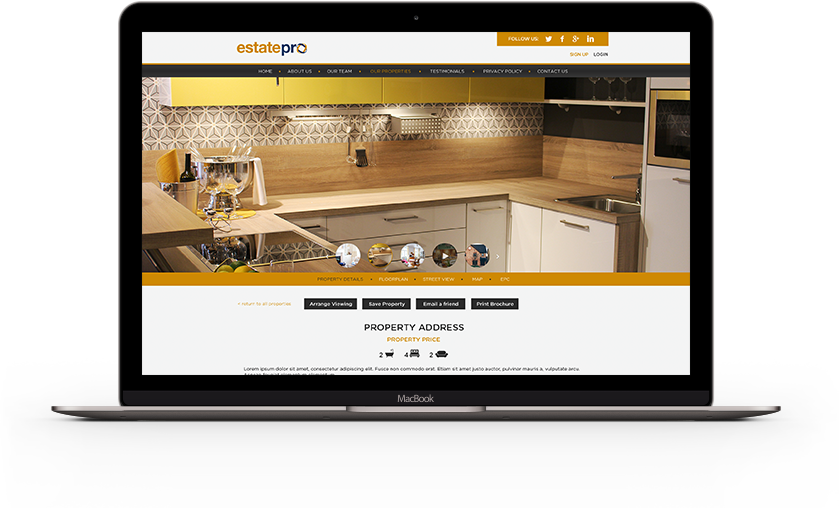 FOLLOW US:
estatepro
SIGN UP LOGIN
HOME • ABOUT US • OUR TEAM • OUR PROPERTIES • TESTIMONIALS • PRIVACY POLICY • CONTACT US
PROPERTY DETAILS • FLOORPLAN • STREET VIEW • MAP • EPC
< return to all properties Arrange Viewing Save Property Email a friend Print Brochure
PROPERTY ADDRESS
PROPERTY PRICE
2 4 2
Lorem ipsum dolor sit amet, consectetur adipiscing elit. Fusce non commodo erat. Etiam sit amet justo auctor, pulvinar mauris a, vulputate arcu.
MacBook